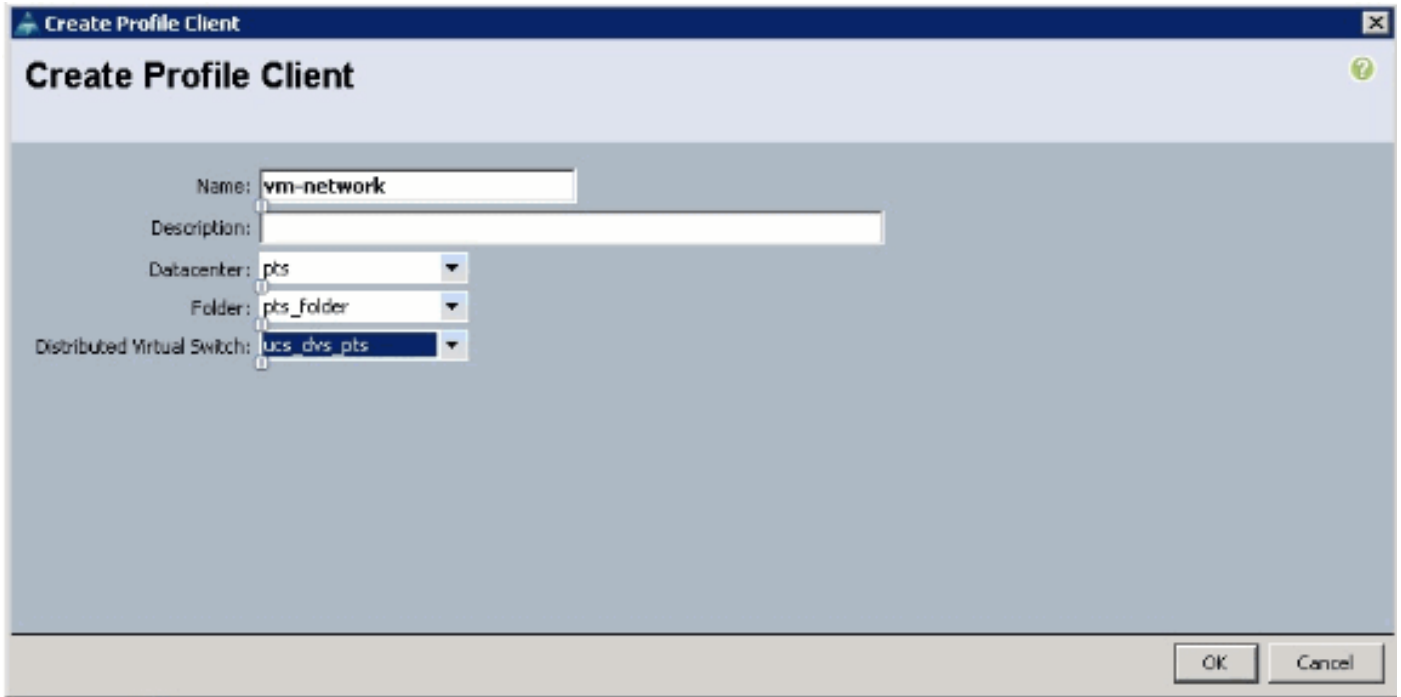 Create Profile Client
Create Profile Client
?
Name: vm-network
Description:
Datacenter: pts
Folder: pts_folder
Distributed Virtual Switch: ucs_dvs_pts
OK Cancel